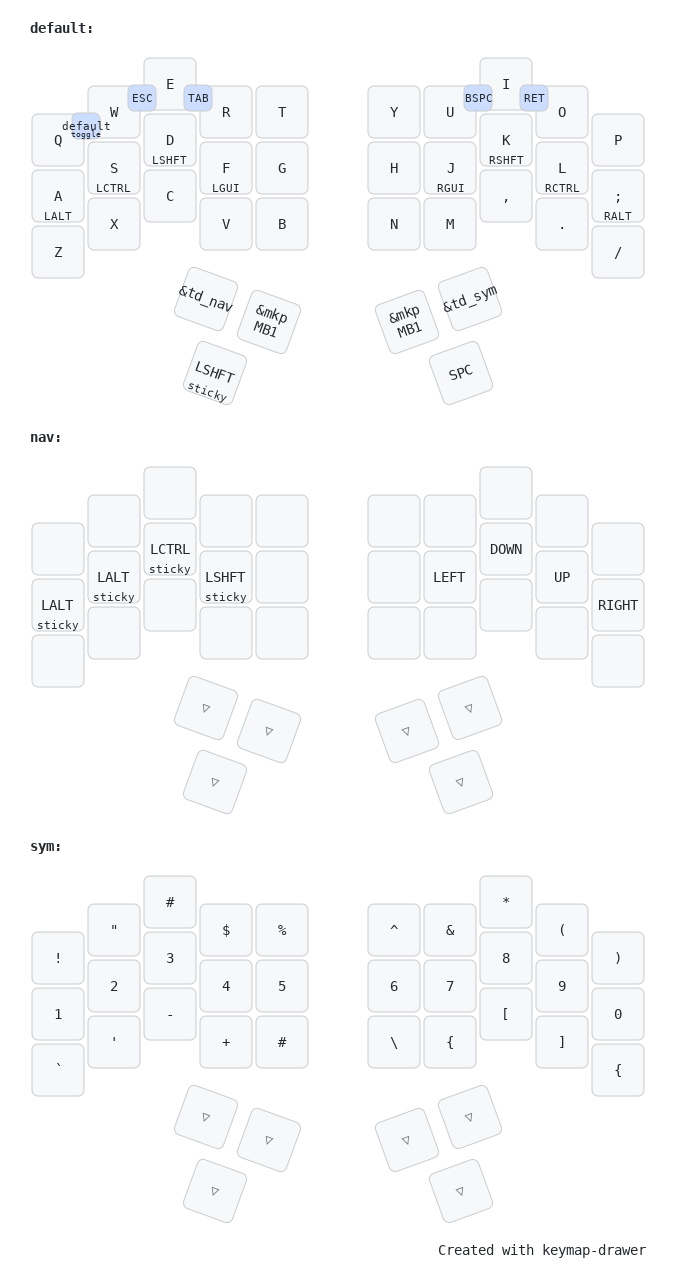 default:
Q W E R T Y U I O P
default toggle ESC TAB BSPC RET
A LALT S LCTRL D LSHFT F LGUI G H J RGUI K RSHFT L RCTRL ; RALT
Z X C V B N M , . /
&td_nav &mkp MB1 &mkp MB1 &td_sym
LSHFT sticky SPC
nav:
LALT sticky LALT sticky LCTRL sticky LSHFT sticky LEFT DOWN UP RIGHT
▽ ▽ ▽ ▽
▽ ▽
sym:
! " # $ % ^ & * ( )
1 2 3 4 5 6 7 8 9 0
` ' - + # \ { [ ] {
▽ ▽ ▽ ▽
▽ ▽
Created with keymap-drawer